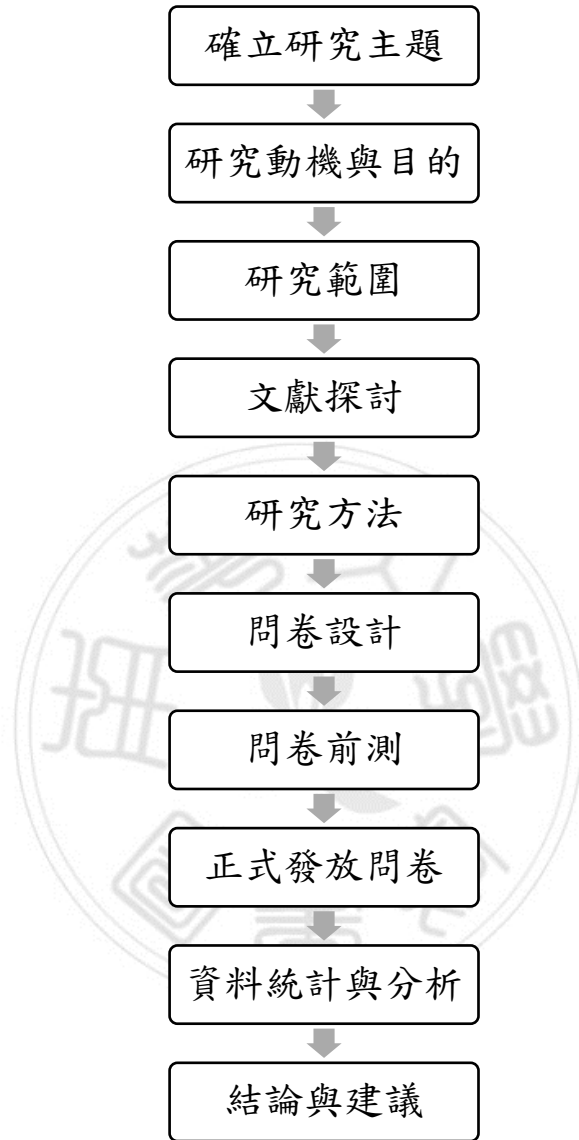 確立研究主題
研究動機與目的
研究範圍
文獻探討
研究方法
問卷設計
問卷前測
正式發放問卷
資料統計與分析
結論與建議